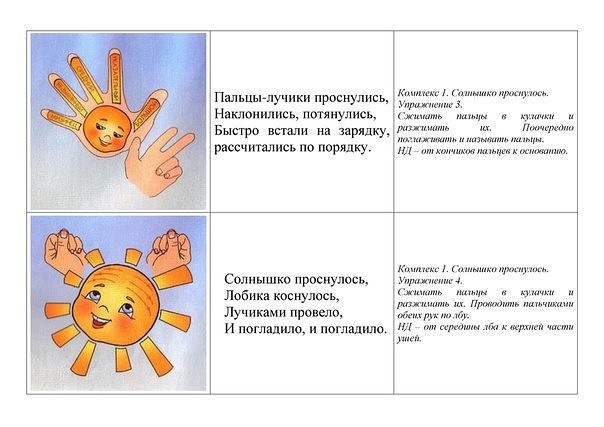 Пальцы-лучики проснулись,
Наклонились, потянулись,
Быстро встали на зарядку,
рассчитались по порядку.
Комплекс 1. Солнышко проснулось.
Упражнение 3.
Сжимать пальцы в кулачки и
разжимать их. Поочередно
поглаживать и называть пальцы.
НД – от кончиков пальцев к основанию.
Солнышко проснулось,
Лобика коснулось,
Лучиками провело,
И погладило, и погладило.
Комплекс 1. Солнышко проснулось.
Упражнение 4.
Сжимать пальцы в кулачки и
разжимать их. Проводить пальчиками
обеих рук по лбу.
НД – от середины лба к верхней части
ушей.